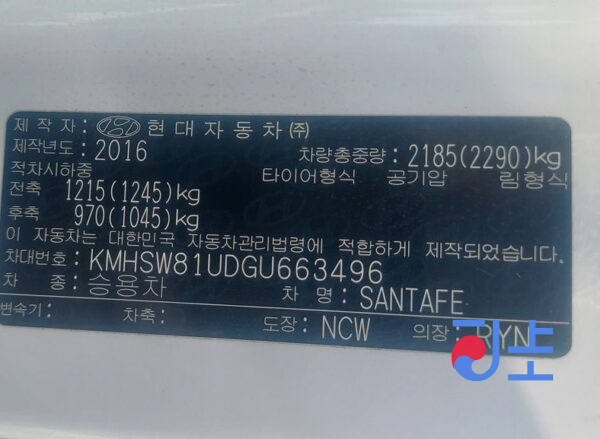 제 작 자 : 현대자동차㈜
제작년도 : 2016 차량총중량 : 2185(2290)kg
적차시하중 타이어형식 공기압 림형식
전축 1215(1245)kg
후축 970(1045)kg
이 자동차는 대한민국 자동차관리법령에 적합하게 제작되었습니다.
차대번호 : KMHSW81UDGU663496
차 종 : 승용차 차 명 : SANTAFE
변속기 : 차축 : 도장 : NCW 의장 : RYN